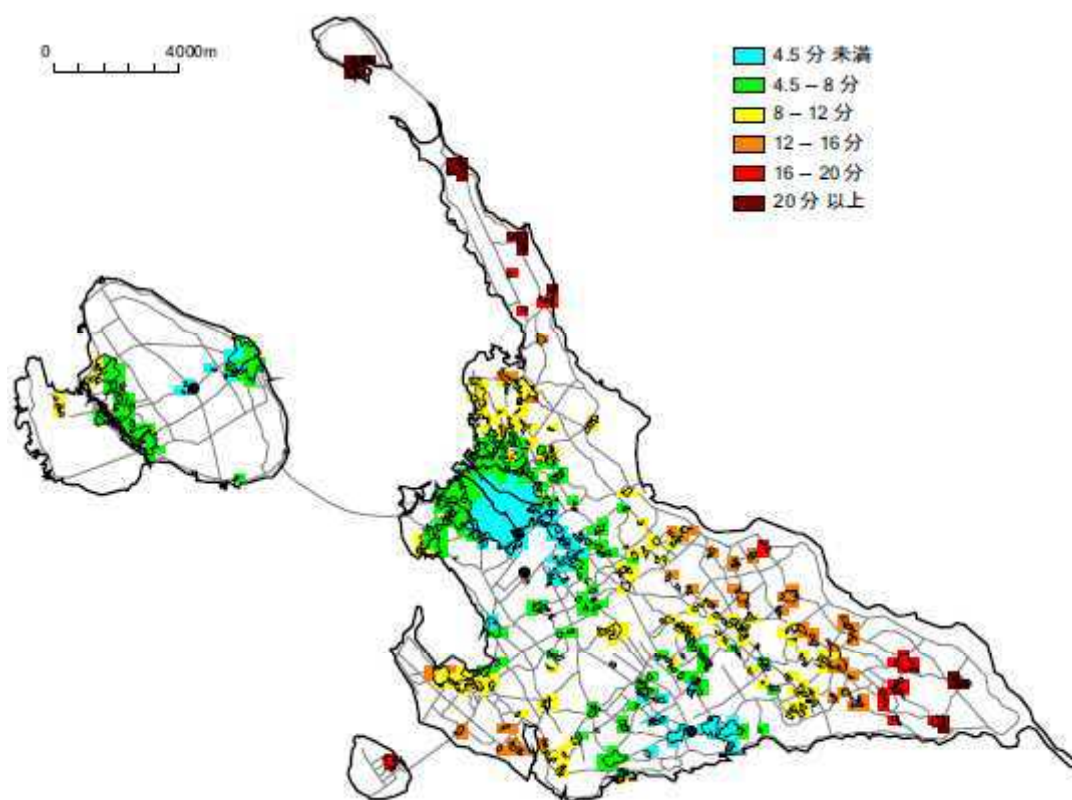 0 4000m
4.5 分 未満
4.5 – 8 分
8 – 12 分
12 – 16 分
16 – 20 分
20 分 以上